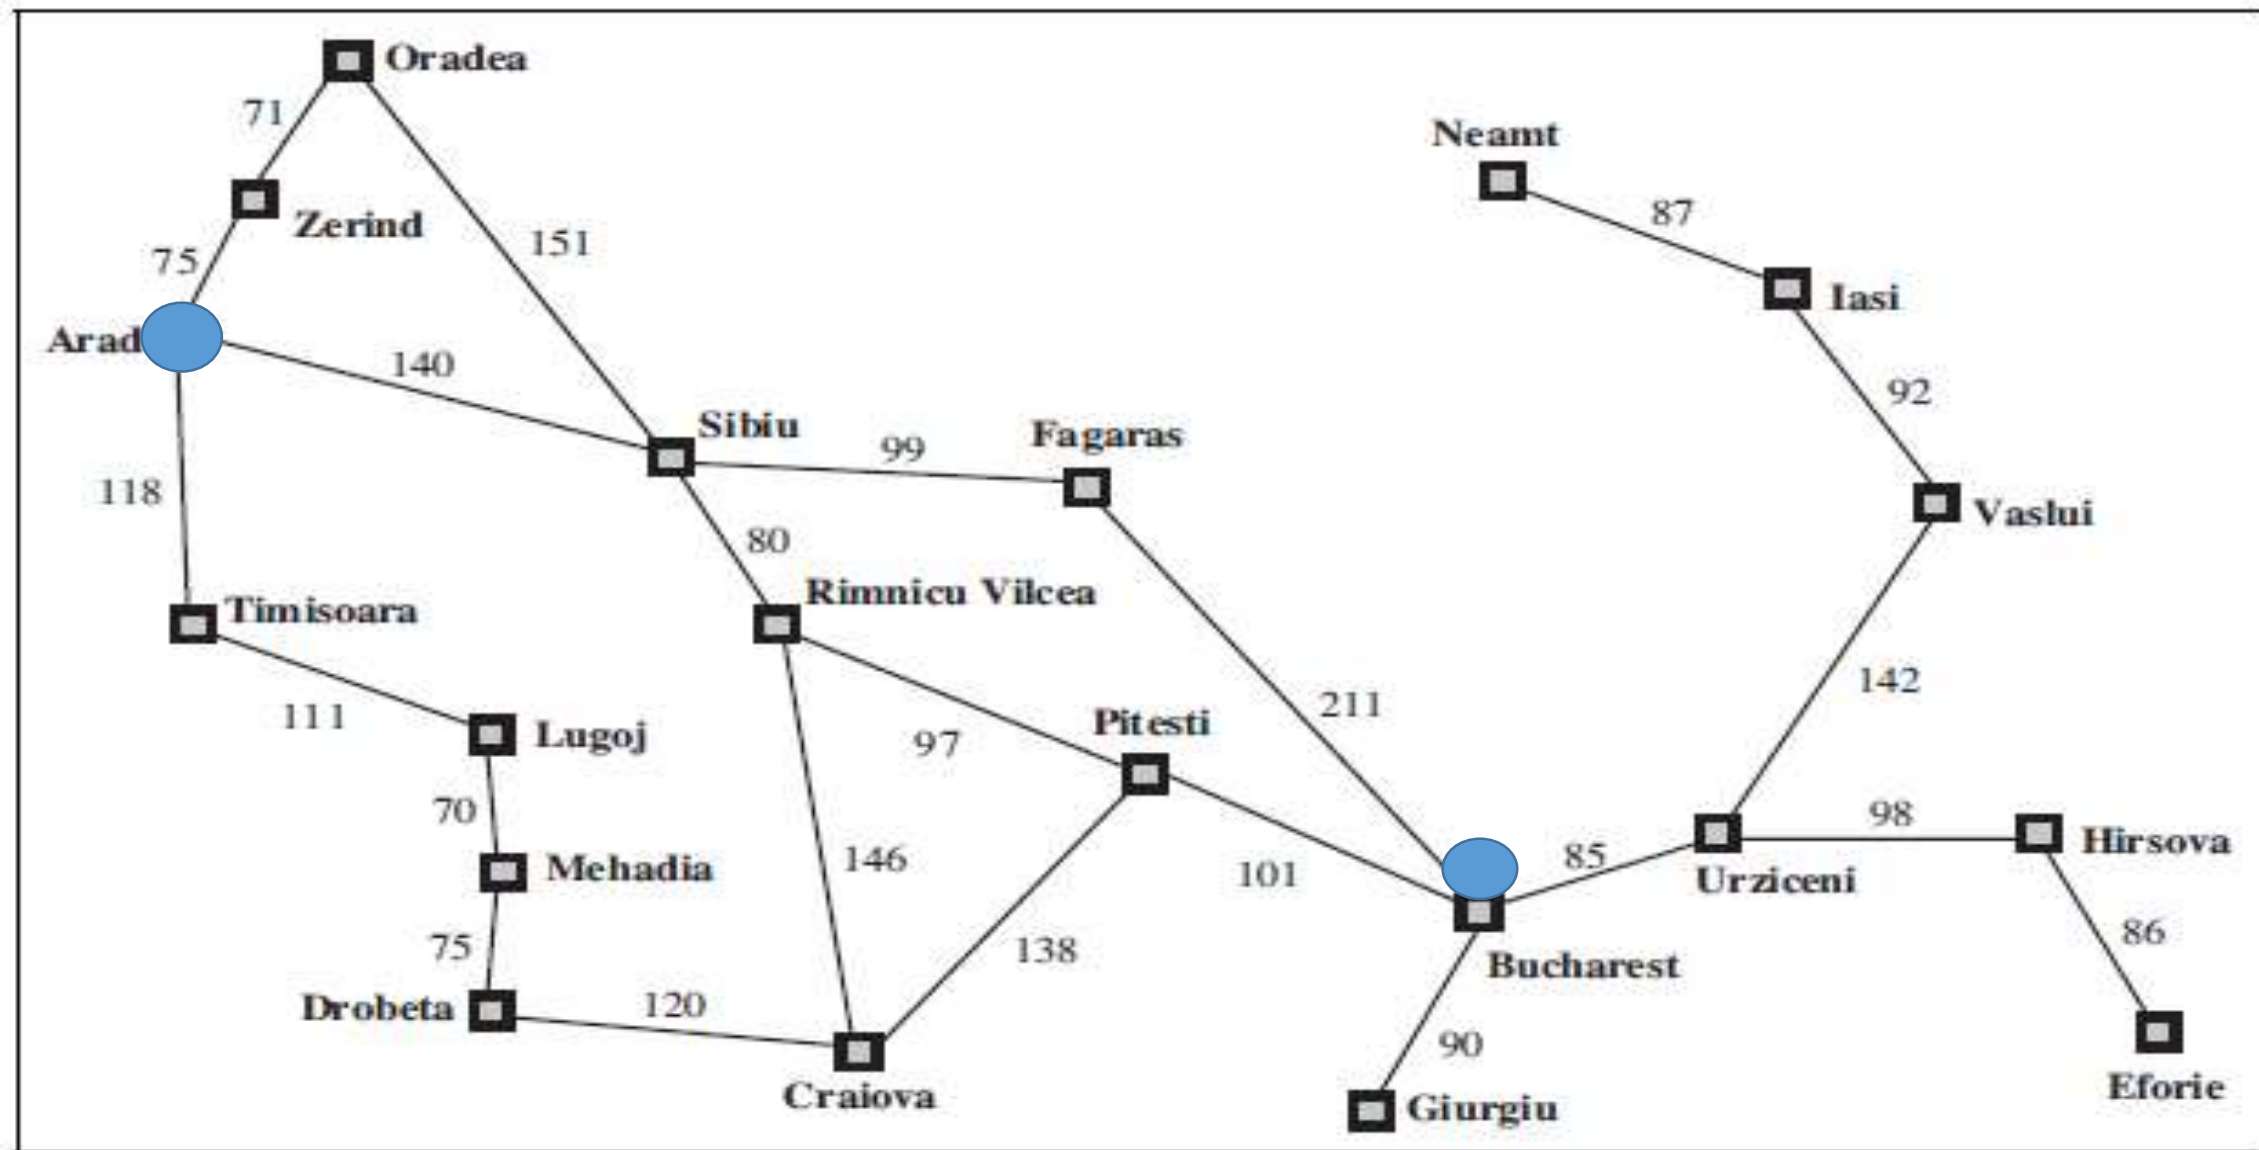 Oradea
71
Neamt
87
Zerind
151
75
Iasi
Arad
140
92
Sibiu
99
Fagaras
118
Vaslui
80
Rimnicu Vilcea
Timisoara
142
211
111
Lugoj
97
Pitesti
70
98
Mehadia
146
101
85
Hirsova
Urziceni
75
138
86
Bucharest
Drobeta
120
90
Craiova
Giurgiu
Eforie